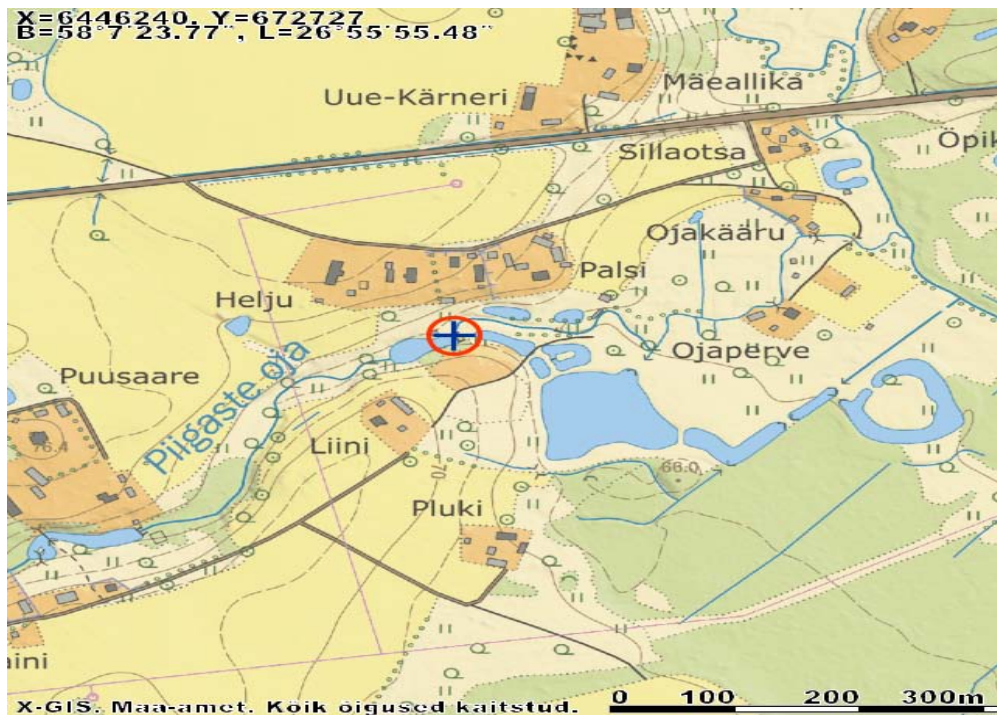 X=6446240, Y=672727
B=58°7'23.77", L=26°55'55.48"
Mäeallika
Uue-Kärneri
Sillaotsa
Öpik
Ojakääru
Palsi
Helju
Ojaperve
Puusaare
Piigaste oja
76.4
Liini
70
66.0
Pluki
aini
X-GIS. Maa-amet. Kõik õigused kaitstud.
0 100 200 300m